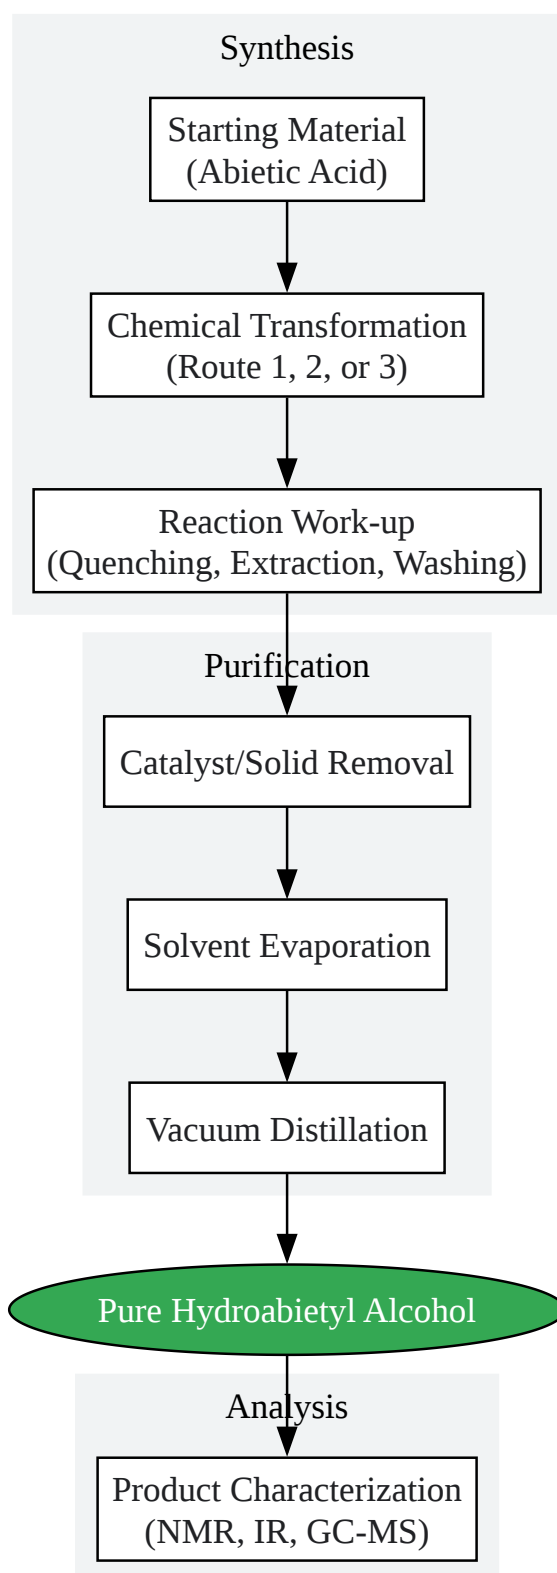 Synthesis
Starting Material
(Abietic Acid)
Chemical Transformation
(Route 1, 2, or 3)
Reaction Work-up
(Quenching, Extraction, Washing)
Purification
Catalyst/Solid Removal
Solvent Evaporation
Vacuum Distillation
Pure Hydroabietyl Alcohol
Analysis
Product Characterization
(NMR, IR, GC-MS)